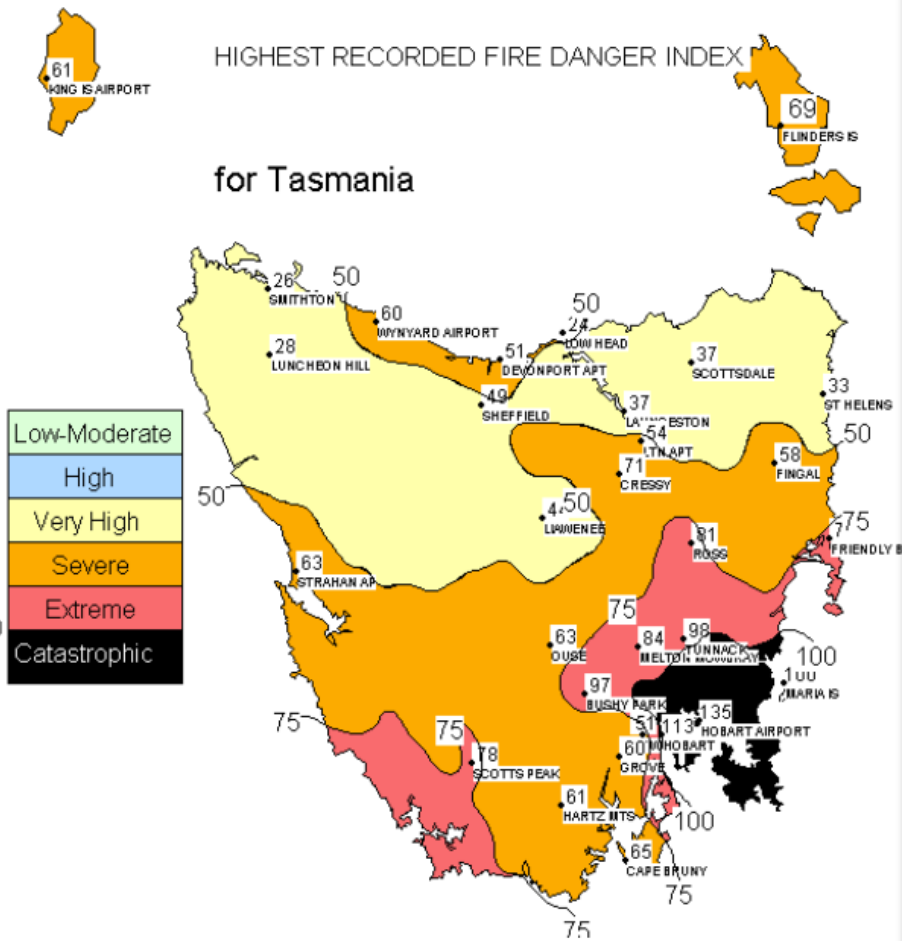 HIGHEST RECORDED FIRE DANGER INDEX
61
KING IS AIRPORT
69
FLINDERS IS
for Tasmania
50
26
SMITHTON
50
60
WYNYARD AIRPORT
24
LOW HEAD
28
LUNCHEON HILL
51
DEVONPORT APT
37
SCOTTSDALE
49
SHEFFIELD
37
LAUNCESTON
33
ST HELENS
Low-Moderate
High
Very High
Severe
Extreme
Catastrophic
54
LTN APT
50
58
FINGAL
71
CRESSY
50
50
LIAWENEE
75
81
ROSS
FRIENDLY B
63
STRAHAN AP
75
63
OUSE
84
MELTON MOWBRAY
98
TUNNACK
100
100
MARIA IS
97
BUSHY PARK
75
75
51
113
HOBART
135
HOBART AIRPORT
78
SCOTTS PEAK
60
GROVE
61
HARTZ MTS
100
65
CAPE BRUNY
75
75